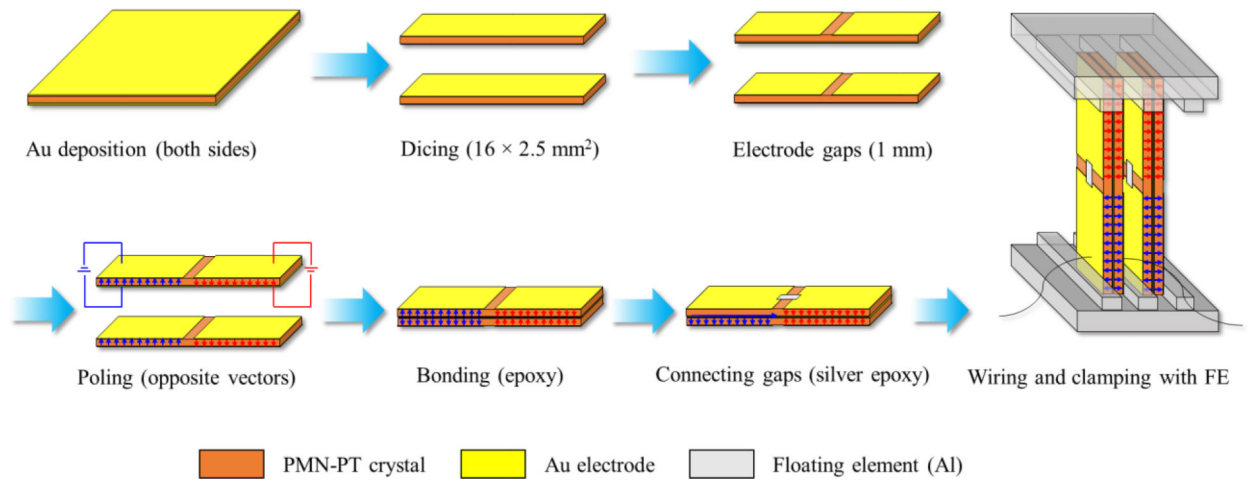 Au deposition (both sides)
Dicing (16 × 2.5 mm²)
Electrode gaps (1 mm)
Poling (opposite vectors)
Bonding (epoxy)
Connecting gaps (silver epoxy)
Wiring and clamping with FE
PMN-PT crystal
Au electrode
Floating element (Al)